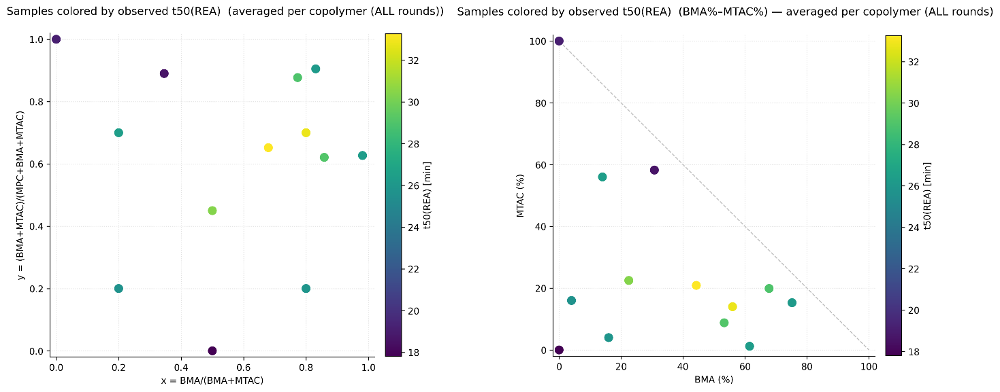 Samples colored by observed t50(REA)  (averaged per copolymer (ALL rounds))
1.0
0.8
0.6
0.4
0.2
0.0
y = (BMA+MTAC)/(MPC+BMA+MTAC)
0.0 0.2 0.4 0.6 0.8 1.0
x = BMA/(BMA+MTAC)
32
30
28
26
24
22
20
18
t50(REA) [min]
Samples colored by observed t50(REA)  (BMA%–MTAC%) — averaged per copolymer (ALL rounds)
100
80
60
40
20
0
MTAC (%)
0 20 40 60 80 100
BMA (%)
32
30
28
26
24
22
20
18
t50(REA) [min]